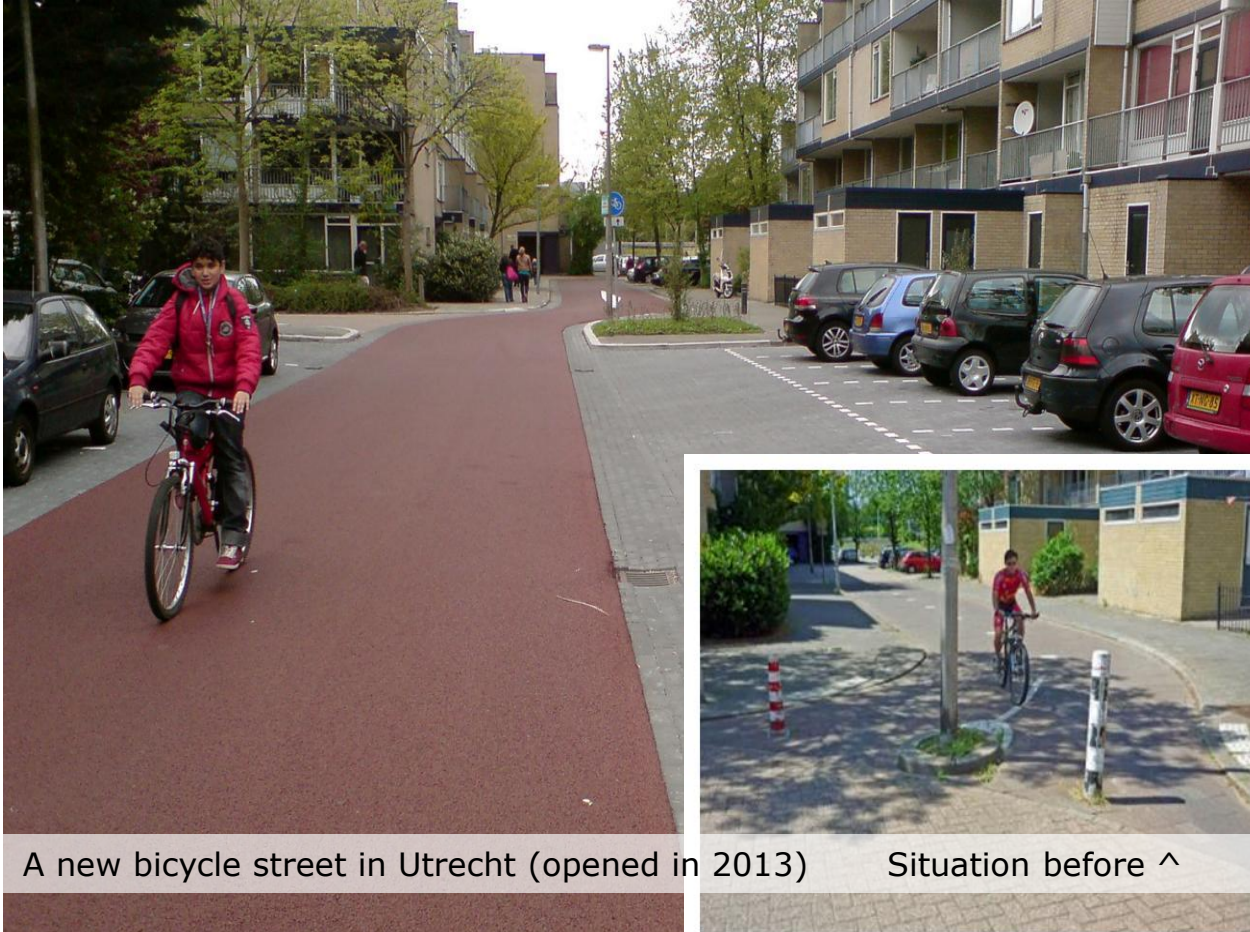 A new bicycle street in Utrecht (opened in 2013)
Situation before ^